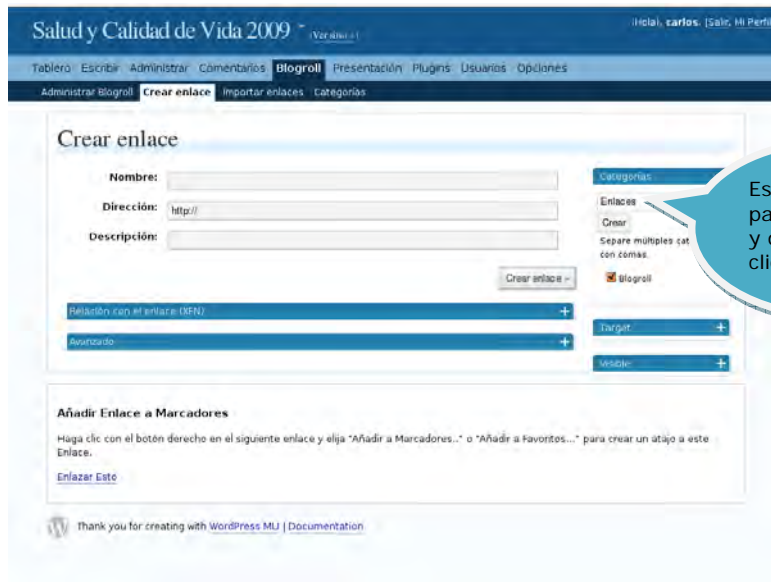 Salud y Calidad de Vida 2009
¡Hola!, carlos. [Salir, Mi Perfil
Tablero Escribir Administrar Comentarios Blogroll Presentación Plugins Usuarios Opciones
Administrar Blogroll Crear enlace Importar enlaces Categorías
Crear enlace
Nombre:
Dirección: http://
Descripción:
Crear enlace »
Relación con el enlace (XFN) +
Avanzado +
Categorías
Enlaces
Crear
Separe múltiples cat
con comas.
Blogroll
Target +
Visible +
Es
pa
y
cli
Añadir Enlace a Marcadores
Haga clic con el botón derecho en el siguiente enlace y elija "Añadir a Marcadores..." o "Añadir a Favoritos..." para crear un atajo a este
Enlace.
Enlazar Esto
Thank you for creating with WordPress MU | Documentation